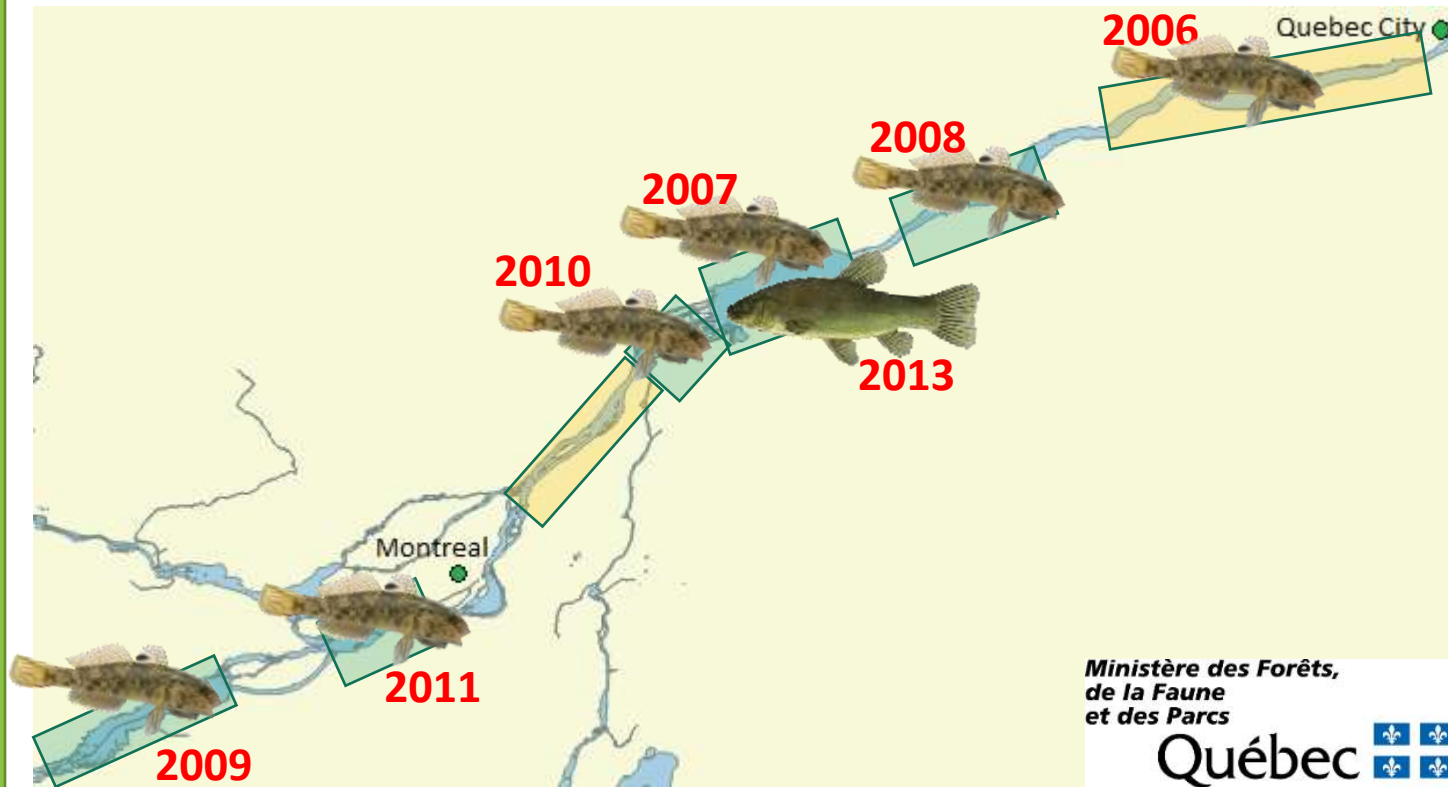 2006
Quebec City
2008
2007
2010
2013
Montreal
2011
2009
Ministère des Forêts,
de la Faune
et des Parcs
Québec